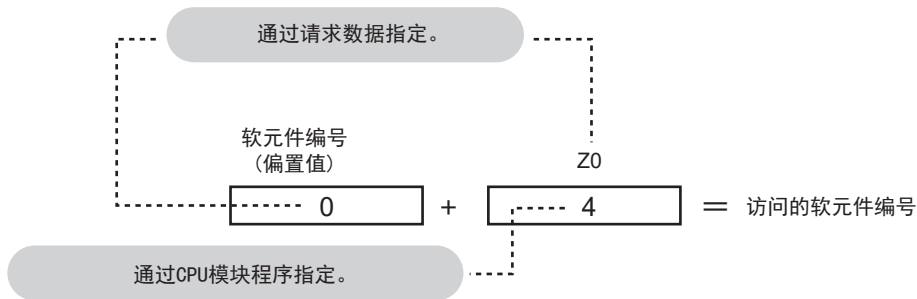 通过请求数据指定。
软元件编号
(偏置值)
Z0
0 + 4 = 访问的软元件编号
通过CPU模块程序指定。